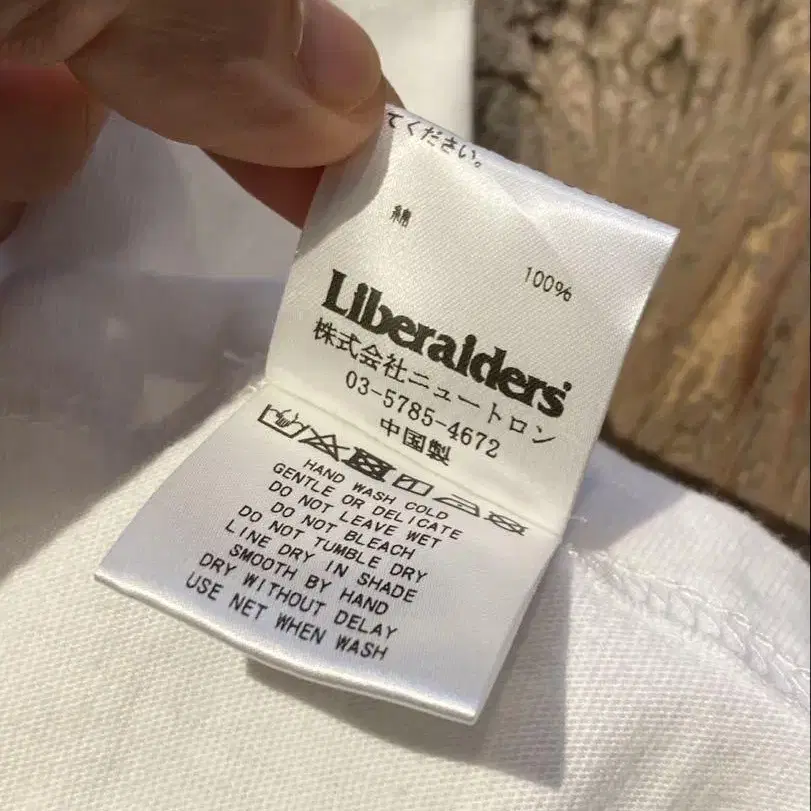 てください。
綿 100%
Liberaiders®
株式会社ニュートロン
03-5785-4672
中国製
HAND WASH COLD
GENTLE OR DELICATE
DO NOT LEAVE WET
DO NOT BLEACH
DO NOT TUMBLE DRY
LINE DRY IN SHADE
SMOOTH BY HAND
DRY WITHOUT DELAY
USE NET WHEN WASH